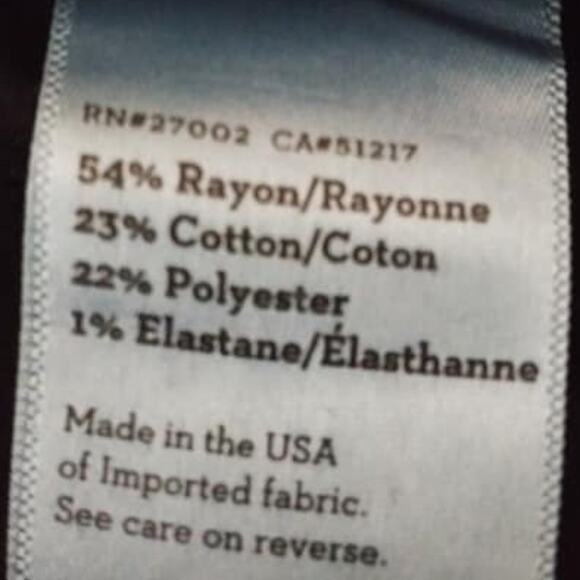 RN#27002 CA#51217
54% Rayon/Rayonne
23% Cotton/Coton
22% Polyester
1% Elastane/Élasthanne
Made in the USA
of Imported fabric.
See care on reverse.